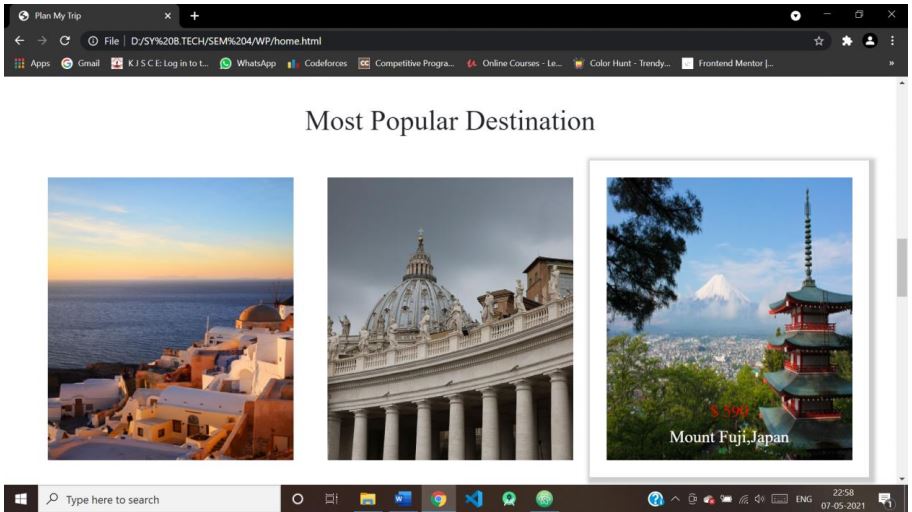 Plan My Trip
File | D:/SY%20B.TECH/SEM%204/WP/home.html
Apps Gmail K J S C E: Log in to t... WhatsApp Codeforces Competitive Progra... Online Courses - Le... Color Hunt - Trendy... Frontend Mentor |... »
Most Popular Destination
$ 599
Mount Fuji,Japan
Type here to search
ENG
22:58
07-05-2021